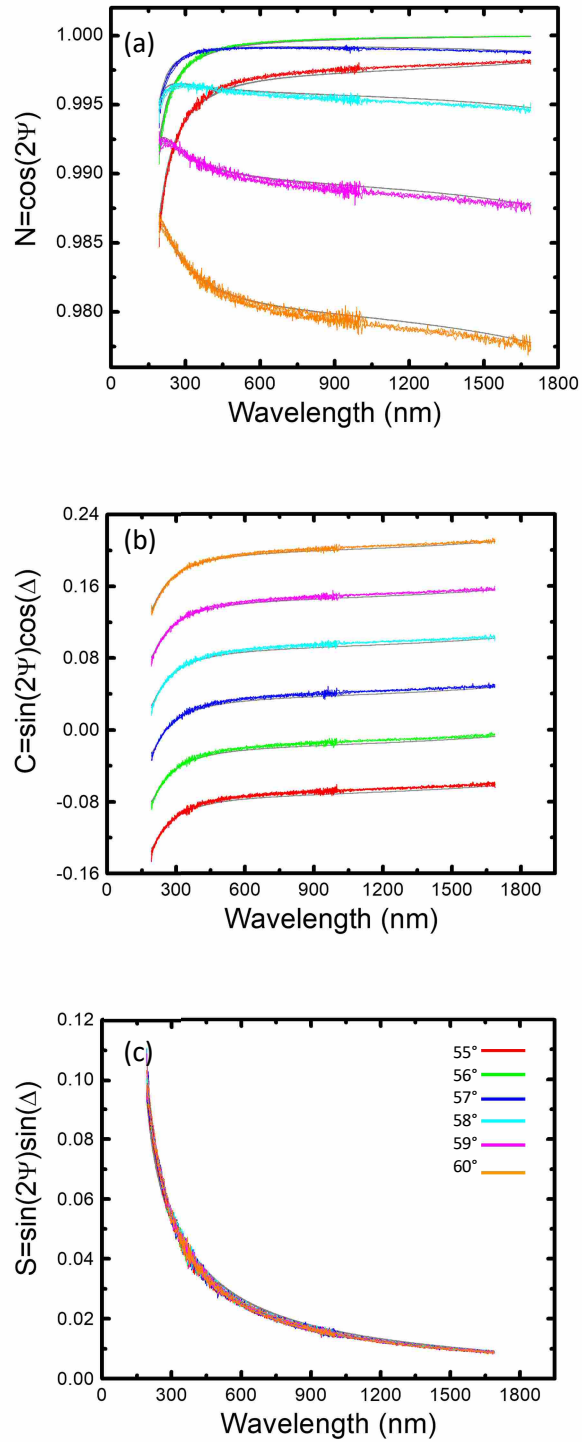 (a)
N=cos(2Ψ)
1.000
0.995
0.990
0.985
0.980
0 300 600 900 1200 1500 1800
Wavelength (nm)
(b)
C=sin(2Ψ)cos(Δ)
0.24
0.16
0.08
0.00
-0.08
-0.16
0 300 600 900 1200 1500 1800
Wavelength (nm)
(c)
S=sin(2Ψ)sin(Δ)
0.12
0.10
0.08
0.06
0.04
0.02
0.00
55°
56°
57°
58°
59°
60°
0 300 600 900 1200 1500 1800
Wavelength (nm)